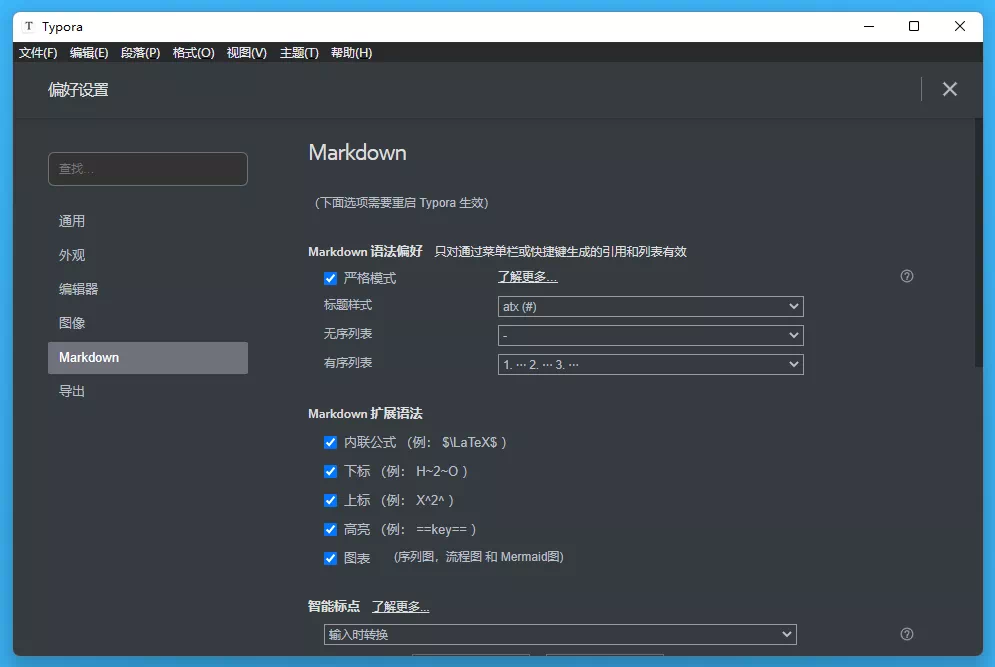 T Typora
文件(F) 编辑(E) 段落(P) 格式(O) 视图(V) 主题(T) 帮助(H)
偏好设置
查找...
通用
外观
编辑器
图像
Markdown
导出
Markdown
(下面选项需要重启 Typora 生效)
Markdown 语法偏好 只对通过菜单栏或快捷键生成的引用和列表有效
严格模式 了解更多...
标题样式 atx (#)
无序列表 -
有序列表 1. ··· 2. ··· 3. ···
Markdown 扩展语法
内联公式 (例： $\LaTeX$ )
下标 (例： H~2~O )
上标 (例： X^2^ )
高亮 (例： ==key== )
图表 (序列图，流程图 和 Mermaid图)
智能标点 了解更多...
输入时转换